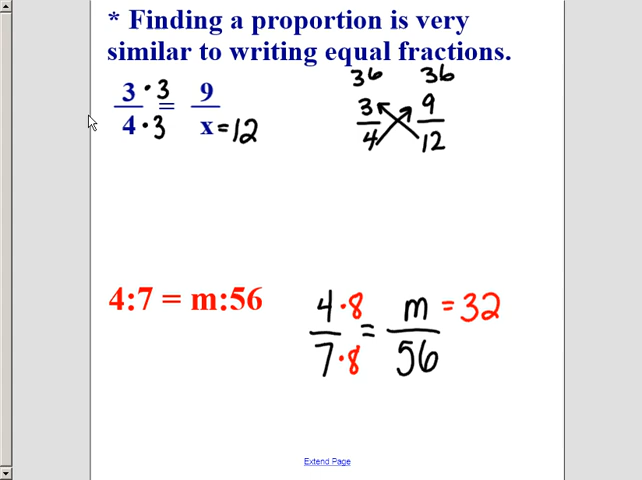 * Finding a proportion is very
similar to writing equal fractions.
36 36
3 · 3 = 9
4 · 3 x = 12
3 9
4 12
4:7 = m:56
4 · 8 = m = 32
7 · 8 56
Extend Page